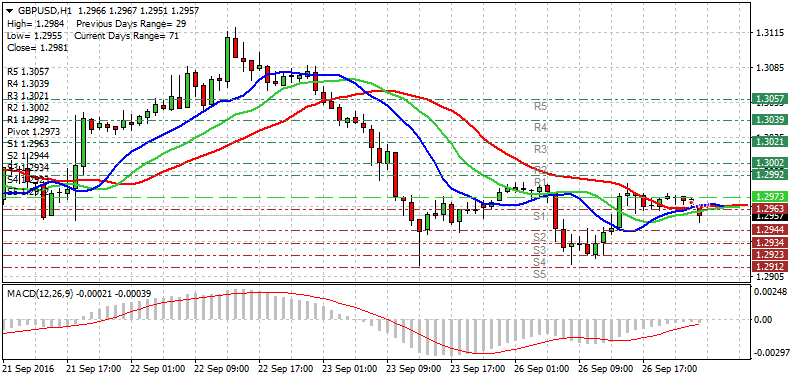 GBPUSD,H1 1.2966 1.2967 1.2951 1.2957
High= 1.2984 Previous Days Range= 29
Low= 1.2955 Current Days Range= 71
Close= 1.2981
R5 1.3057
R4 1.3039
R3 1.3021
R2 1.3002
R1 1.2992
Pivot 1.2973
S1 1.2963
S2 1.2944
S3 1.2934
S4 1.2923
R5
R4
R3
R1
S1
S2
S3
S4
S5
1.3115
1.3085
1.3057
1.3039
1.3021
1.3002
1.2992
1.2973
1.2963
1.2957
1.2944
1.2934
1.2923
1.2912
1.2905
MACD(12,26,9) -0.00021 -0.00039
0.00248
0.00
-0.00297
21 Sep 2016
21 Sep 17:00
22 Sep 01:00
22 Sep 09:00
22 Sep 17:00
23 Sep 01:00
23 Sep 09:00
23 Sep 17:00
26 Sep 01:00
26 Sep 09:00
26 Sep 17:00